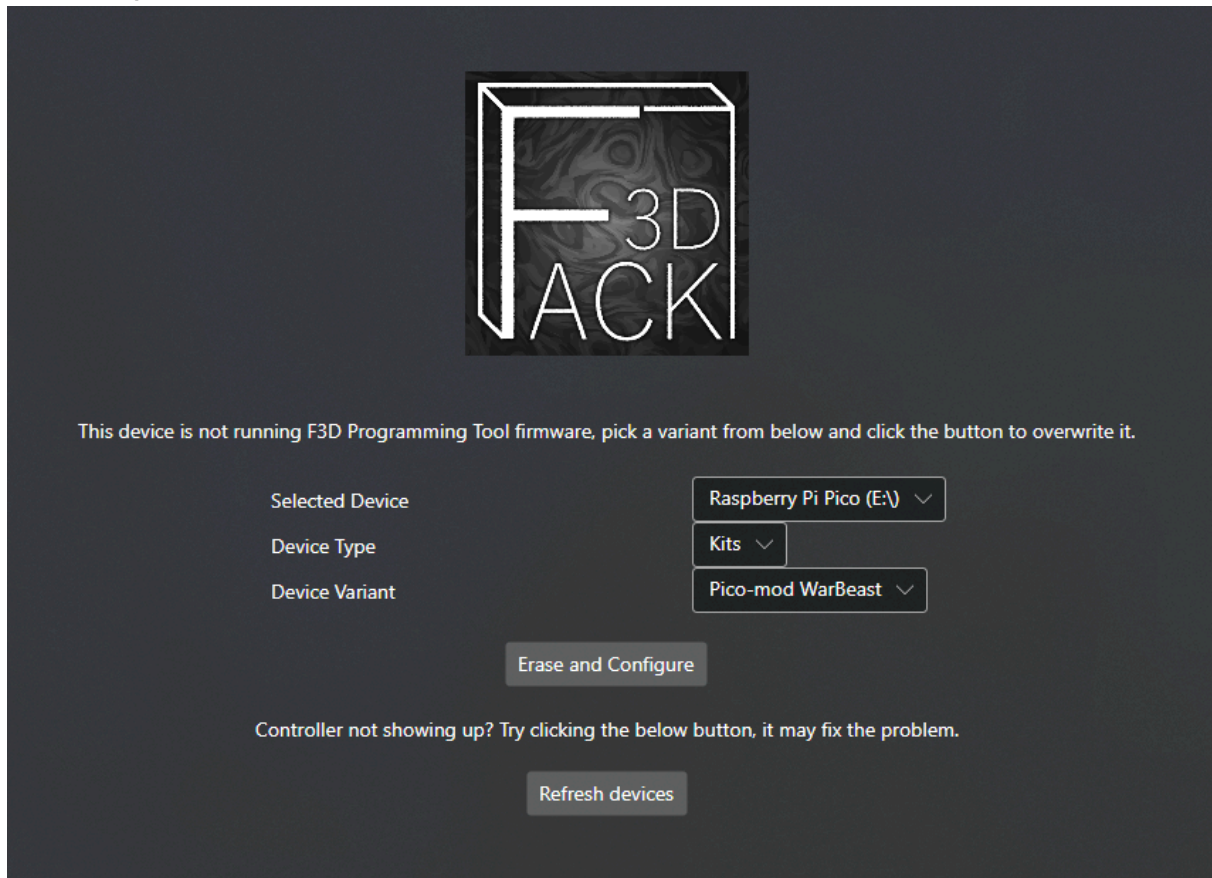 F 3D
ACK
This device is not running F3D Programming Tool firmware, pick a variant from below and click the button to overwrite it.
Selected Device Raspberry Pi Pico (E:\)
Device Type Kits
Device Variant Pico-mod WarBeast
Erase and Configure
Controller not showing up? Try clicking the below button, it may fix the problem.
Refresh devices